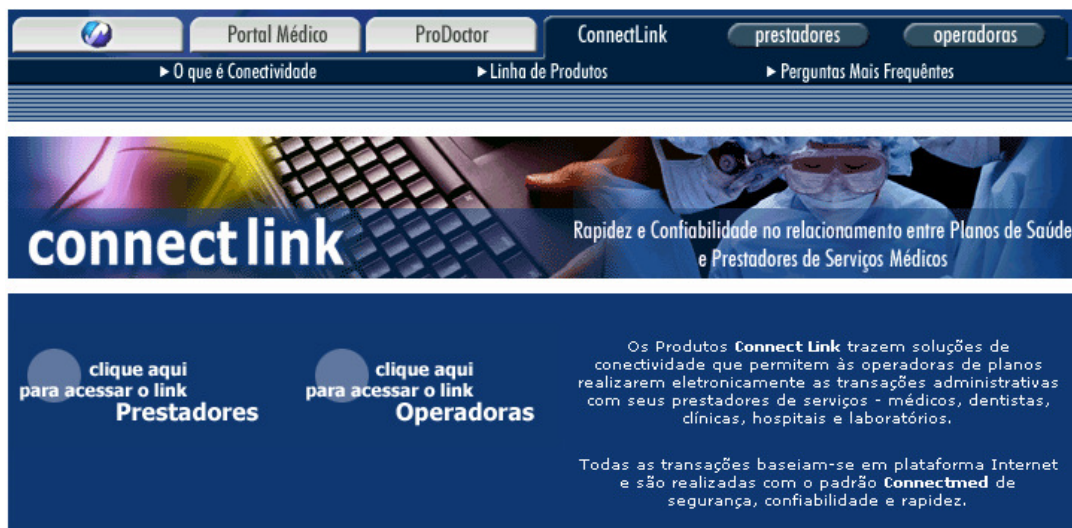 Portal Médico
ProDoctor
ConnectLink
prestadores
operadoras
O que é Conectividade
Linha de Produtos
Perguntas Mais Frequêntes
connect link
Rapidez e Confiabilidade no relacionamento entre Planos de Saúde
e Prestadores de Serviços Médicos
clique aqui
para acessar o link
Prestadores
clique aqui
para acessar o link
Operadoras
Os Produtos Connect Link trazem soluções de
conectividade que permitem às operadoras de planos
realizarem eletronicamente as transações administrativas
com seus prestadores de serviços - médicos, dentistas,
clínicas, hospitais e laboratórios.
Todas as transações baseiam-se em plataforma Internet
e são realizadas com o padrão Connectmed de
segurança, confiabilidade e rapidez.